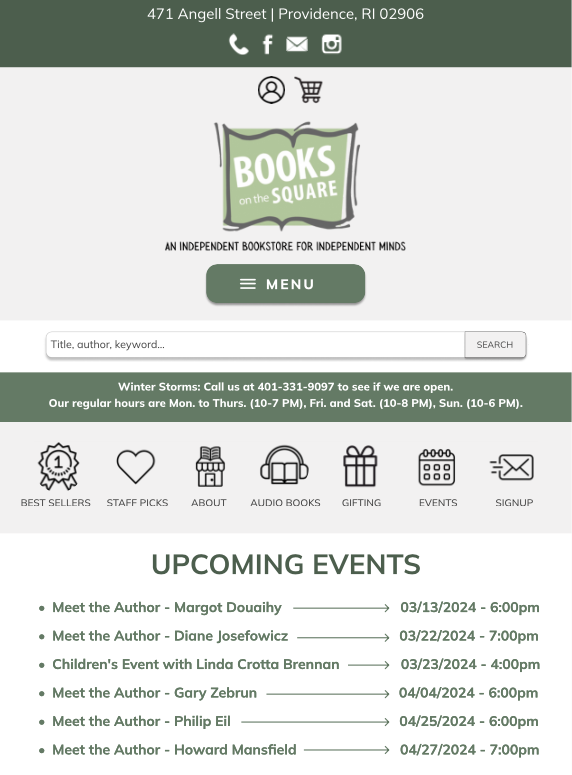 471 Angell Street | Providence, RI 02906
BOOKS
on the SQUARE
AN INDEPENDENT BOOKSTORE FOR INDEPENDENT MINDS
MENU
Title, author, keyword... SEARCH
Winter Storms: Call us at 401-331-9097 to see if we are open.
Our regular hours are Mon. to Thurs. (10-7 PM), Fri. and Sat. (10-8 PM), Sun. (10-6 PM).
1
BEST SELLERS STAFF PICKS ABOUT AUDIO BOOKS GIFTING EVENTS SIGNUP
UPCOMING EVENTS
• Meet the Author - Margot Douaihy 03/13/2024 - 6:00pm
• Meet the Author - Diane Josefowicz 03/22/2024 - 7:00pm
• Children's Event with Linda Crotta Brennan 03/23/2024 - 4:00pm
• Meet the Author - Gary Zebrun 04/04/2024 - 6:00pm
• Meet the Author - Philip Eil 04/25/2024 - 6:00pm
• Meet the Author - Howard Mansfield 04/27/2024 - 7:00pm